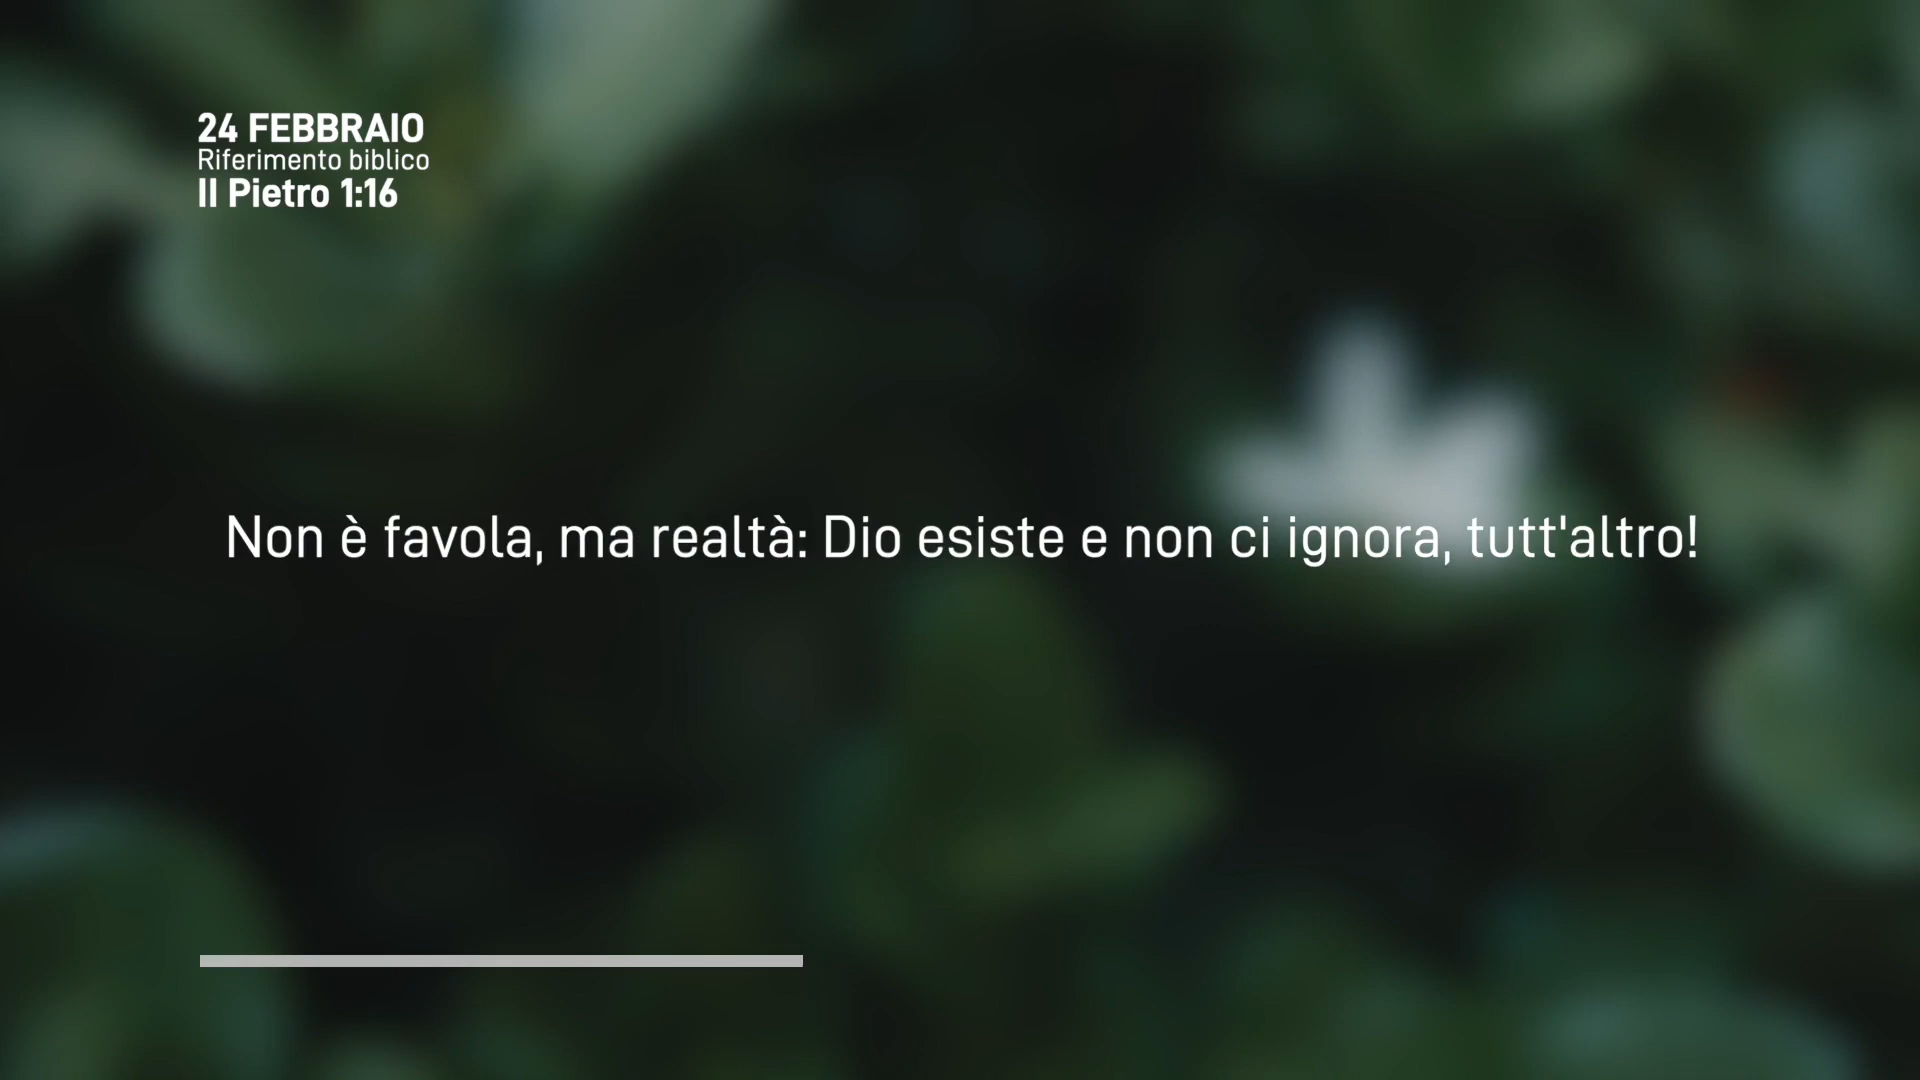 24 FEBBRAIO
Riferimento biblico
II Pietro 1:16
Non è favola, ma realtà: Dio esiste e non ci ignora, tutt'altro!